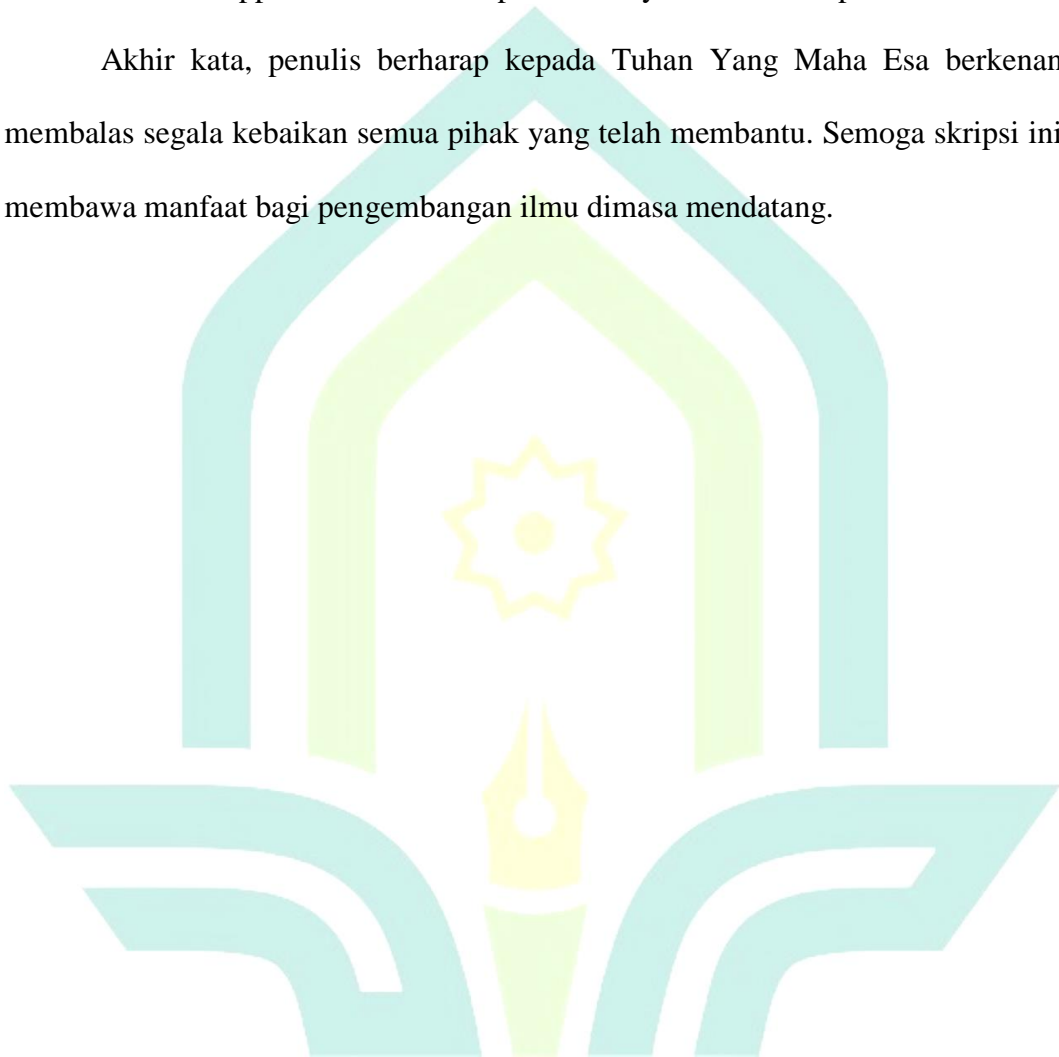 Akhir kata, penulis berharap kepada Tuhan Yang Maha Esa berkenan
membalas segala kebaikan semua pihak yang telah membantu. Semoga skripsi ini
membawa manfaat bagi pengembangan ilmu dimasa mendatang.